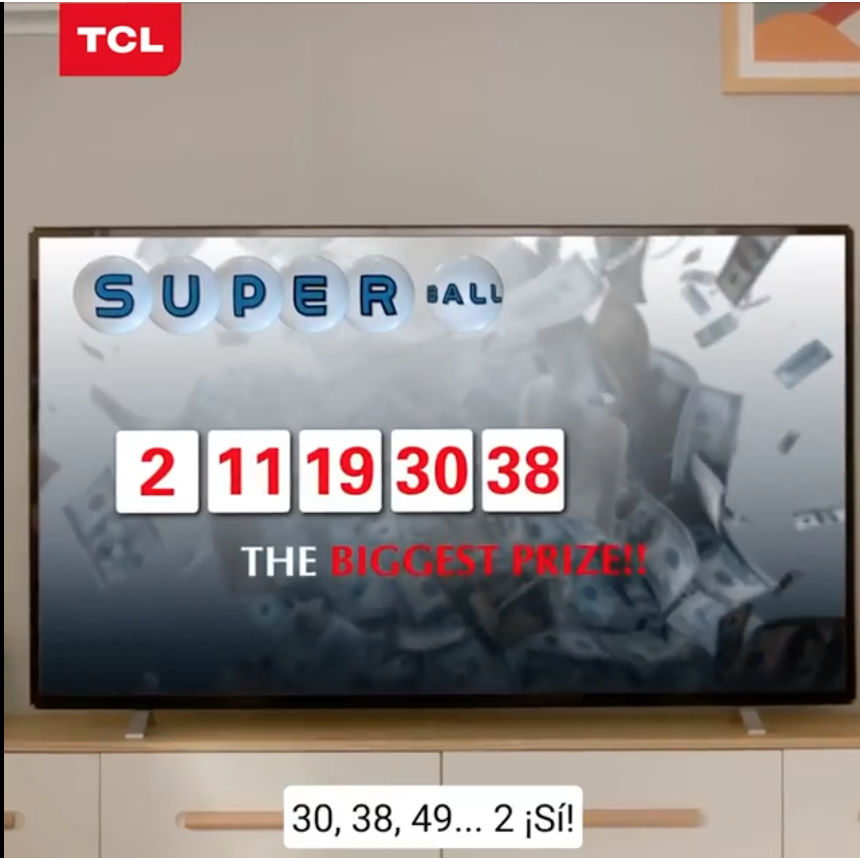 TCL
SUPER BALL
2 11 19 30 38
THE BIGGEST PRIZE!!
30, 38, 49... 2 ¡Sí!